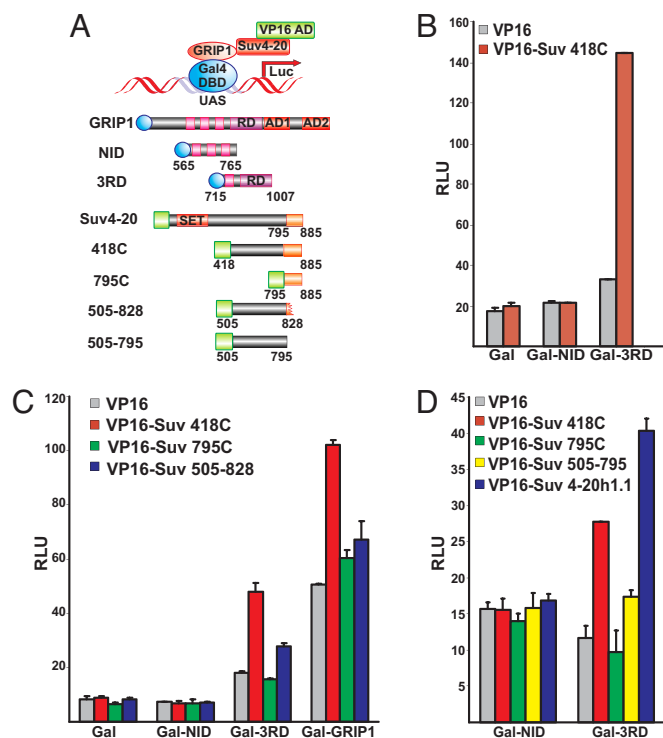 A
VP16 AD
GRIP1
Suv4-20
Gal4
DBD
Luc
UAS
GRIP1
RD
AD1
AD2
NID
565
765
3RD
RD
715
1007
Suv4-20
SET
795
885
418C
418
885
795C
795
885
505-828
505
828
505-795
505
795
B
VP16
VP16-Suv 418C
RLU
160
140
120
100
80
60
40
20
Gal
Gal-NID
Gal-3RD
C
VP16
VP16-Suv 418C
VP16-Suv 795C
VP16-Suv 505-828
RLU
120
100
80
60
40
20
Gal
Gal-NID
Gal-3RD
Gal-GRIP1
D
VP16
VP16-Suv 418C
VP16-Suv 795C
VP16-Suv 505-795
VP16-Suv 4-20h1.1
RLU
45
40
35
30
25
20
15
10
5
0
Gal-NID
Gal-3RD